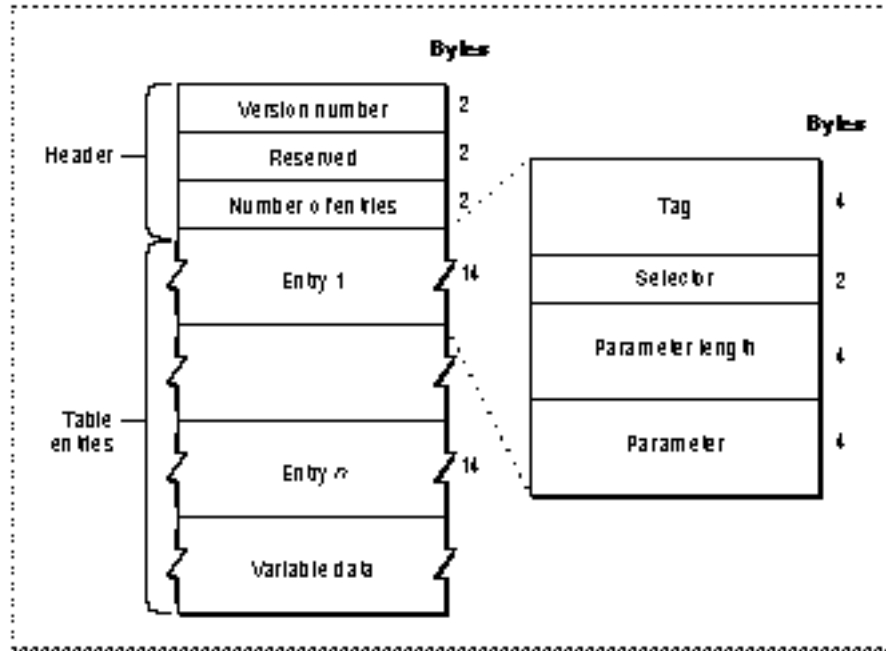 Bytes
Version number 2
Header
Reserved 2
Number of entries 2
Entry 1 14
Table entries
Entry n 14
Variable data
Bytes
Tag 4
Selector 2
Parameter length 4
Parameter 4